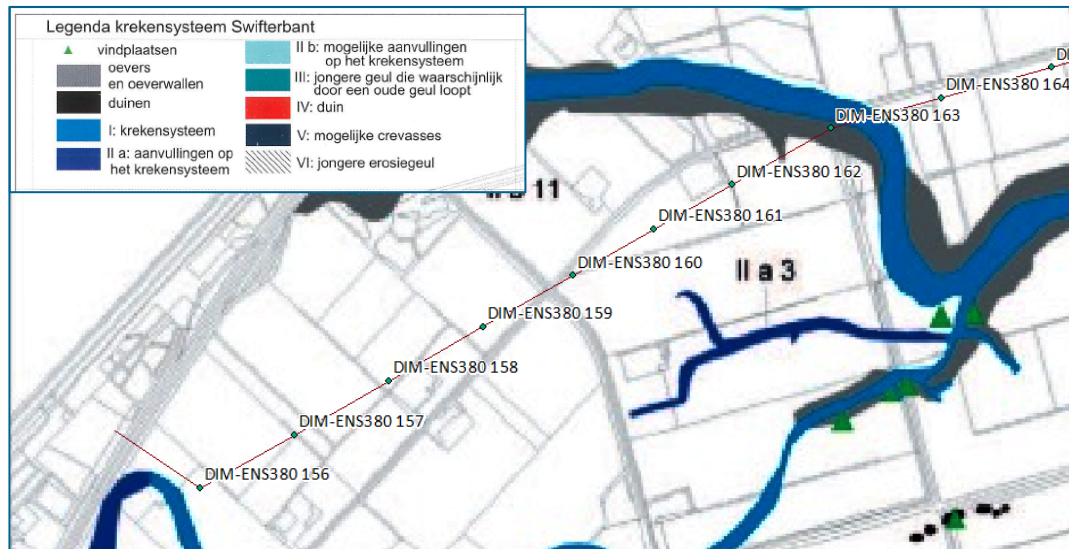 Legenda krekensysteem Swifterbant
vindplaatsen
oevers
en oeverwallen
duinen
I: krekensysteem
II a: aanvullingen op
het krekensysteem
II b: mogelijke aanvullingen
op het krekensysteem
III: jongere geul die waarschijnlijk
door een oude geul loopt
IV: duin
V: mogelijke crevasses
VI: jongere erosiegeul
DIM-ENS380 164
DIM-ENS380 163
DIM-ENS380 162
11
DIM-ENS380 161
DIM-ENS380 160
II a 3
DIM-ENS380 159
DIM-ENS380 158
DIM-ENS380 157
DIM-ENS380 156